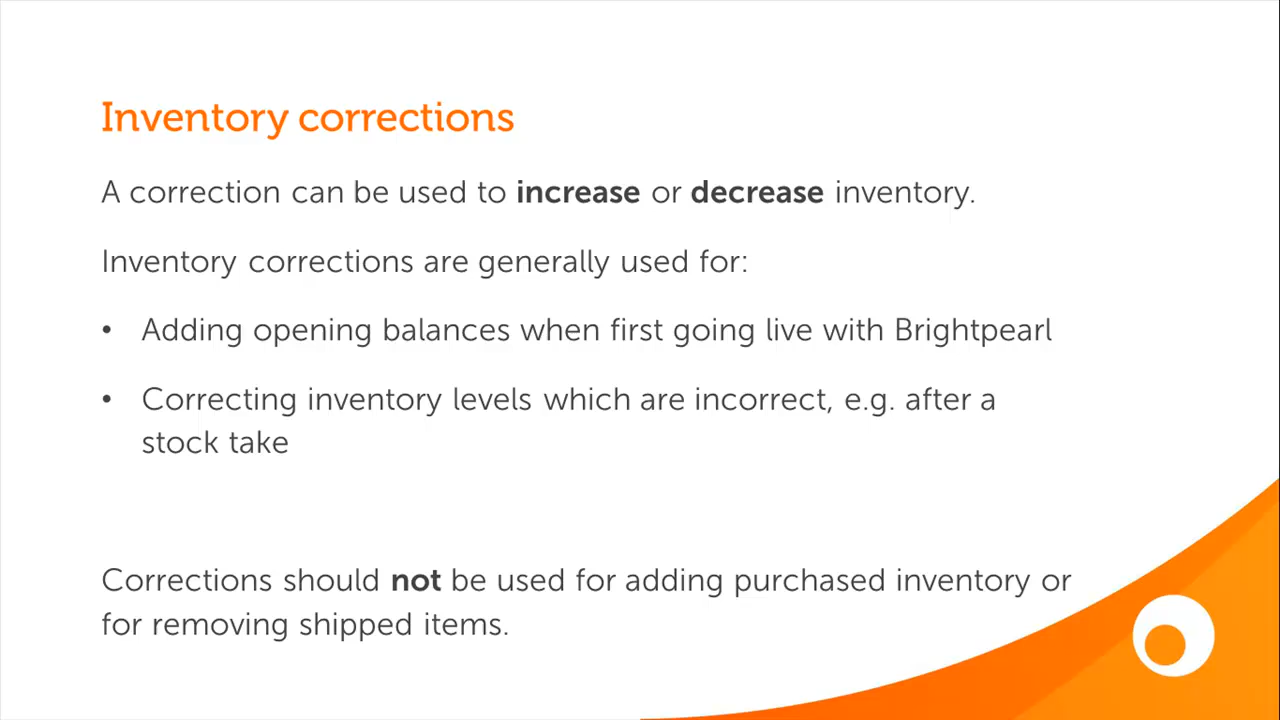 Inventory corrections
A correction can be used to increase or decrease inventory.
Inventory corrections are generally used for:
• Adding opening balances when first going live with Brightpearl
• Correcting inventory levels which are incorrect, e.g. after a
stock take
Corrections should not be used for adding purchased inventory or
for removing shipped items.